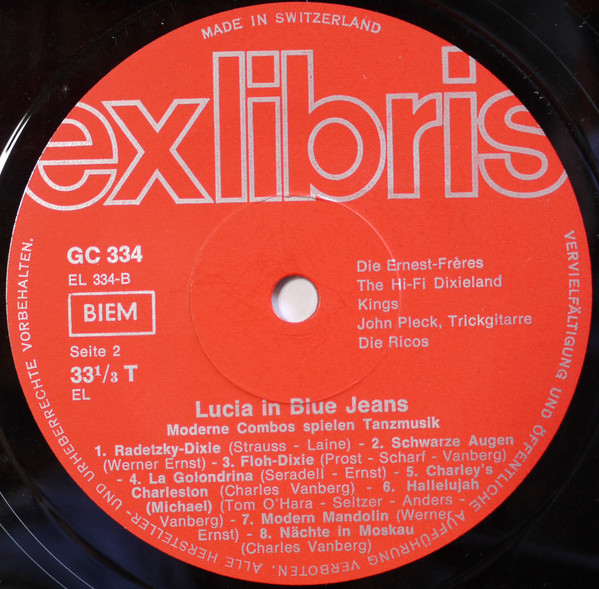 MADE IN SWITZERLAND
exlibris
GC 334
EL 334-B
BIEM
Seite 2
33 1/3 T
EL
Die Ernest-Frères
The Hi-Fi Dixieland
Kings
John Pleck, Trickgitarre
Die Ricos
Lucia in Blue Jeans
Moderne Combos spielen Tanzmusik
1. Radetzky-Dixie (Strauss - Laine) - 2. Schwarze Augen
(Werner Ernst) - 3. Floh-Dixie (Prost - Scharf - Vanberg)
- 4. La Golondrina (Seradell - Ernst) - 5. Charley's
Charleston (Charles Vanberg) - 6. Hallelujah
(Michael) (Tom O'Hara - Seltzer - Anders -
Vanberg) - 7. Modern Mandolin (Werner
Ernst) - 8. Nächte in Moskau
(Charles Vanberg)
ALLE HERSTELLER- UND URHEBERRECHTE VORBEHALTEN.
VERVIELFÄLTIGUNG UND ÖFFENTLICHE AUFFÜHRUNG VERBOTEN.